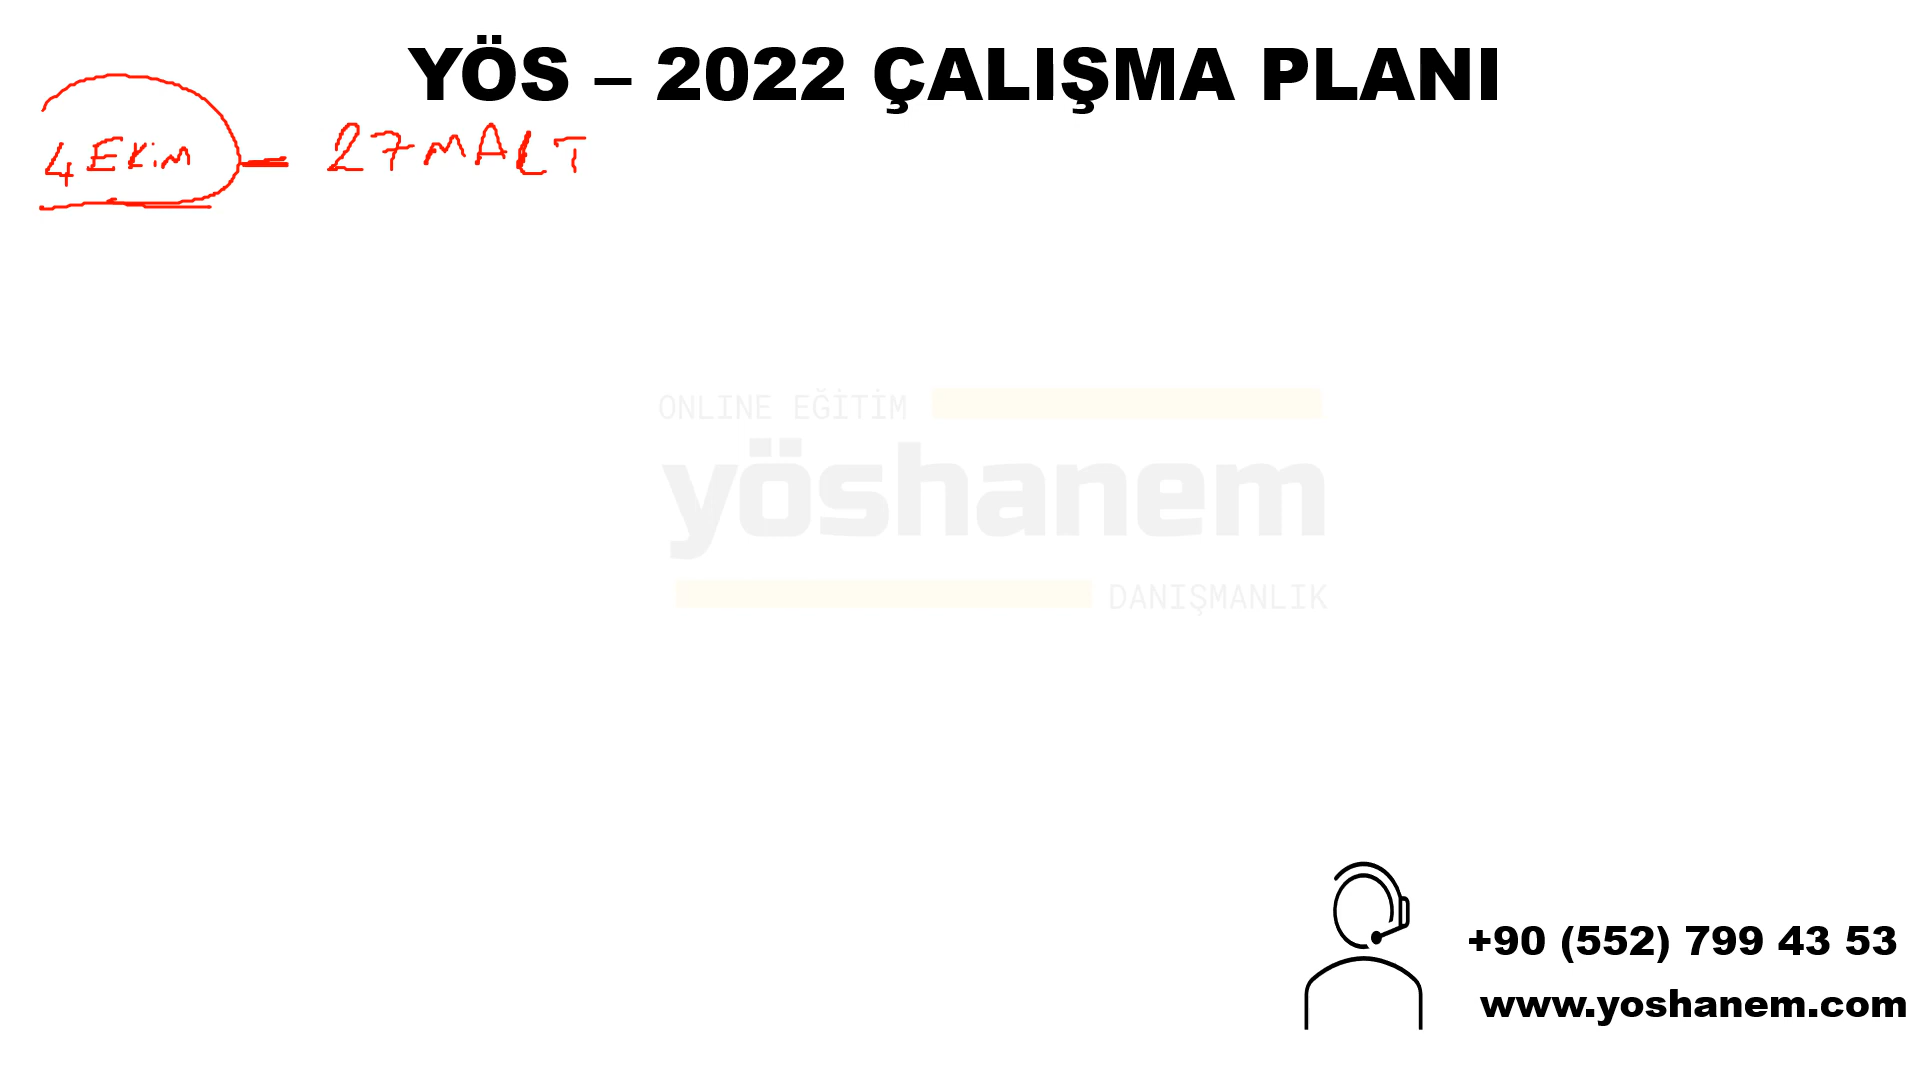 YÖS – 2022 ÇALIŞMA PLANI
4 EKİM – 27 MALT
ONLINE EĞİTİM
yöshanem
DANIŞMANLIK
+90 (552) 799 43 53
www.yoshanem.com